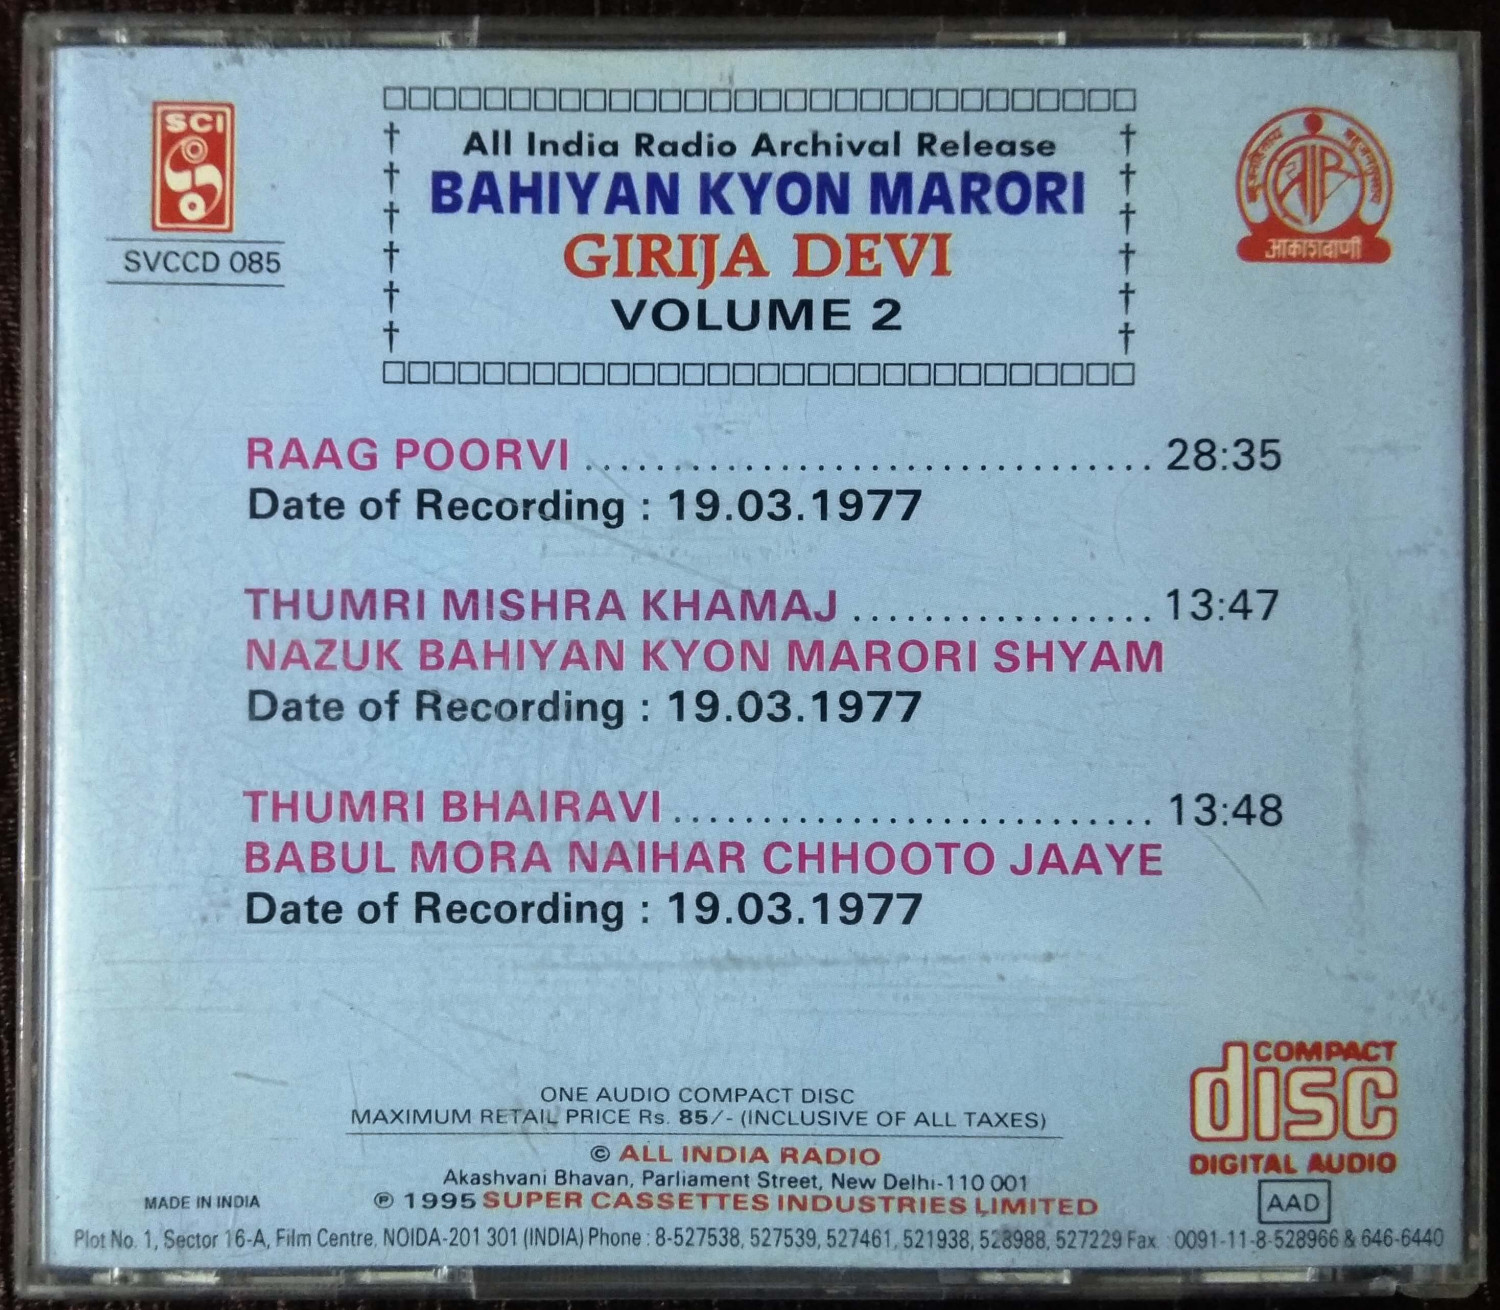 SCI
SVCCD 085
All India Radio Archival Release
BAHIYAN KYON MARORI
GIRIJA DEVI
VOLUME 2
आकाशवाणी
RAAG POORVI ................................ 28:35
Date of Recording : 19.03.1977
THUMRI MISHRA KHAMAJ ................. 13:47
NAZUK BAHIYAN KYON MARORI SHYAM
Date of Recording : 19.03.1977
THUMRI BHAIRAVI........................... 13:48
BABUL MORA NAIHAR CHHOOTO JAAYE
Date of Recording : 19.03.1977
ONE AUDIO COMPACT DISC
MAXIMUM RETAIL PRICE Rs. 85/- (INCLUSIVE OF ALL TAXES)
© ALL INDIA RADIO
Akashvani Bhavan, Parliament Street, New Delhi-110 001
MADE IN INDIA
℗ 1995 SUPER CASSETTES INDUSTRIES LIMITED
Plot No. 1, Sector 16-A, Film Centre, NOIDA-201 301 (INDIA) Phone : 8-527538, 527539, 527461, 521938, 528988, 527229 Fax : 0091-11-8-528966 & 646-6440
COMPACT
disc
DIGITAL AUDIO
AAD